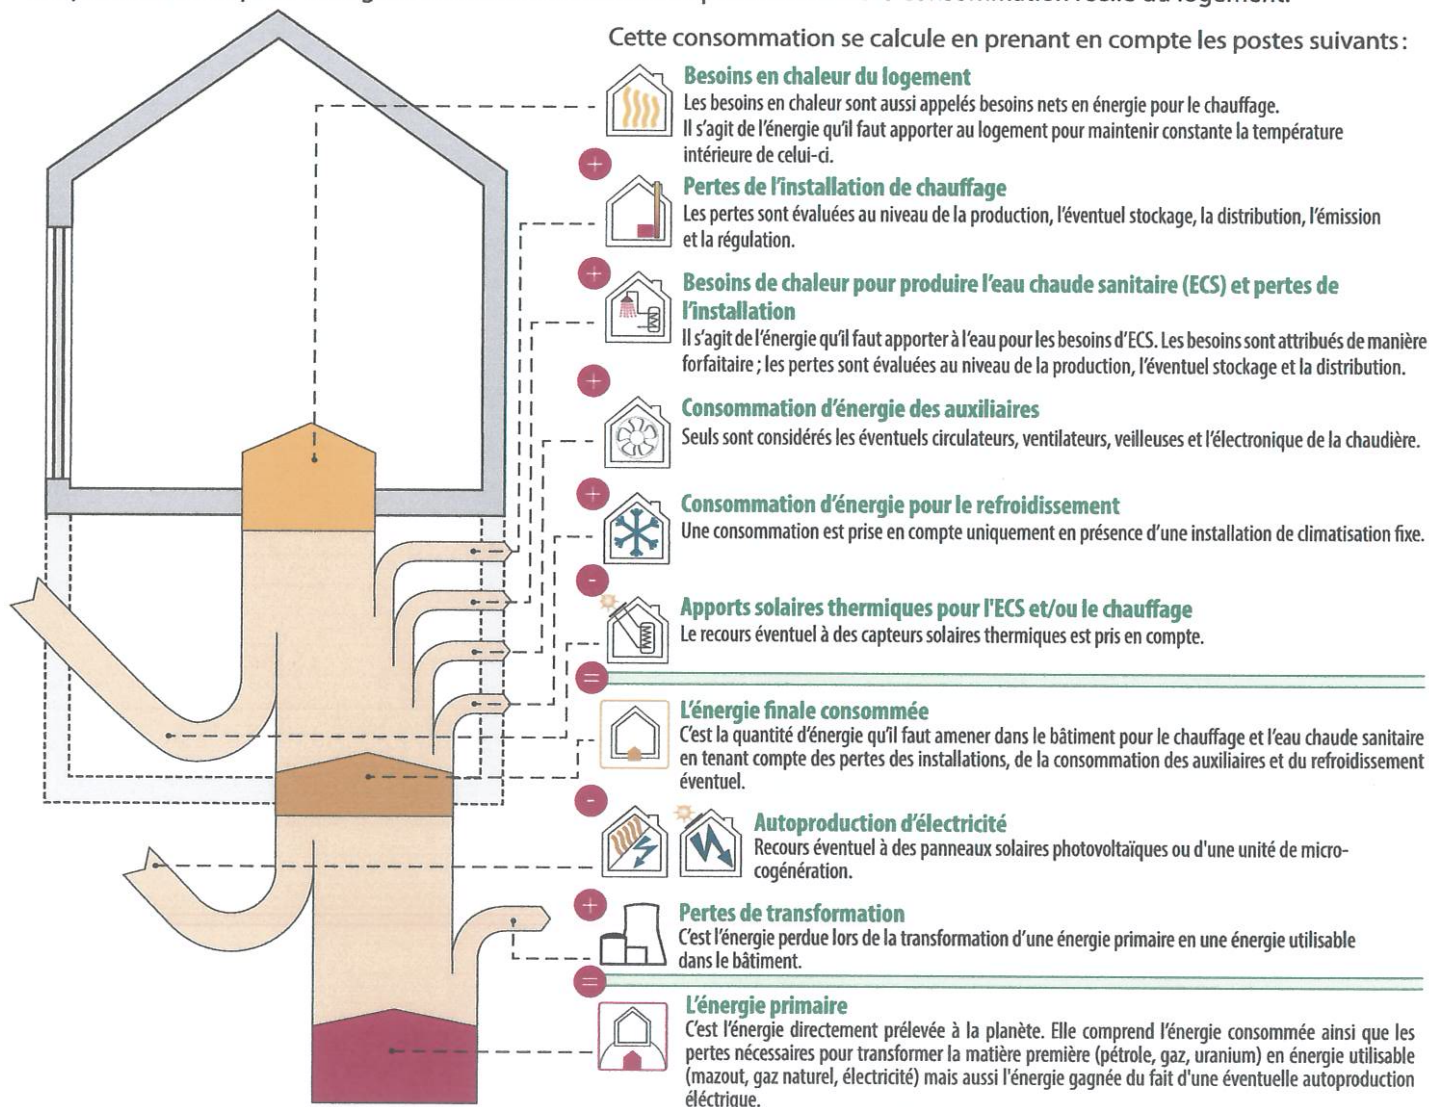 consommation réelle du logement.
Cette consommation se calcule en prenant en compte les postes suivants :
Besoins en chaleur du logement
Les besoins en chaleur sont aussi appelés besoins nets en énergie pour le chauffage.
Il s'agit de l'énergie qu'il faut apporter au logement pour maintenir constante la température
intérieure de celui-ci.
+
Pertes de l'installation de chauffage
Les pertes sont évaluées au niveau de la production, l'éventuel stockage, la distribution, l'émission
et la régulation.
+
Besoins de chaleur pour produire l'eau chaude sanitaire (ECS) et pertes de
l'installation
Il s'agit de l'énergie qu'il faut apporter à l'eau pour les besoins d'ECS. Les besoins sont attribués de manière
forfaitaire ; les pertes sont évaluées au niveau de la production, l'éventuel stockage et la distribution.
+
Consommation d'énergie des auxiliaires
Seuls sont considérés les éventuels circulateurs, ventilateurs, veilleuses et l'électronique de la chaudière.
+
Consommation d'énergie pour le refroidissement
Une consommation est prise en compte uniquement en présence d'une installation de climatisation fixe.
-
Apports solaires thermiques pour l'ECS et/ou le chauffage
Le recours éventuel à des capteurs solaires thermiques est pris en compte.
=
L'énergie finale consommée
C'est la quantité d'énergie qu'il faut amener dans le bâtiment pour le chauffage et l'eau chaude sanitaire
en tenant compte des pertes des installations, de la consommation des auxiliaires et du refroidissement
éventuel.
-
Autoproduction d'électricité
Recours éventuel à des panneaux solaires photovoltaïques ou d'une unité de micro-
cogénération.
+
Pertes de transformation
C'est l'énergie perdue lors de la transformation d'une énergie primaire en une énergie utilisable
dans le bâtiment.
=
L'énergie primaire
C'est l'énergie directement prélevée à la planète. Elle comprend l'énergie consommée ainsi que les
pertes nécessaires pour transformer la matière première (pétrole, gaz, uranium) en énergie utilisable
(mazout, gaz naturel, électricité) mais aussi l'énergie gagnée du fait d'une éventuelle autoproduction
éléctrique.